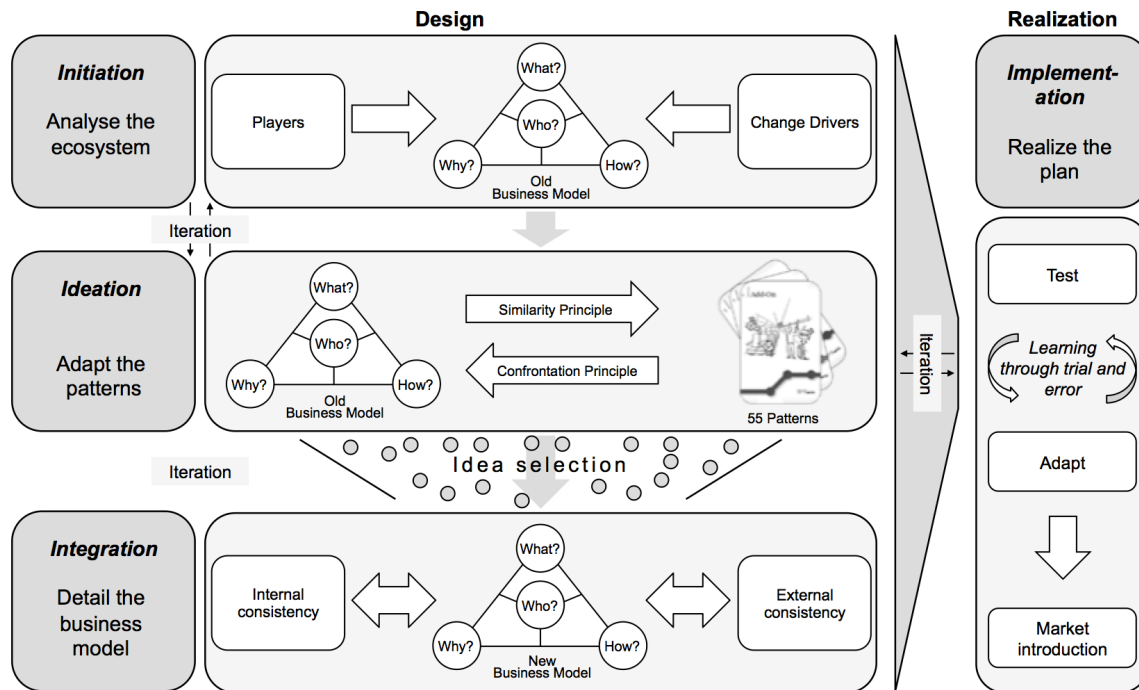 Design
Realization
Initiation
Analyse the
ecosystem
Players
What?
Who?
Why?
How?
Old
Business Model
Change Drivers
Implement-
ation
Realize the
plan
Iteration
Ideation
Adapt the
patterns
What?
Who?
Why?
How?
Old
Business Model
Similarity Principle
Confrontation Principle
Add-On
55 Patterns
Iteration
Test
Learning
through trial and
error
Adapt
Market
introduction
Iteration
Idea selection
Integration
Detail the
business
model
Internal
consistency
What?
Who?
Why?
How?
New
Business Model
External
consistency